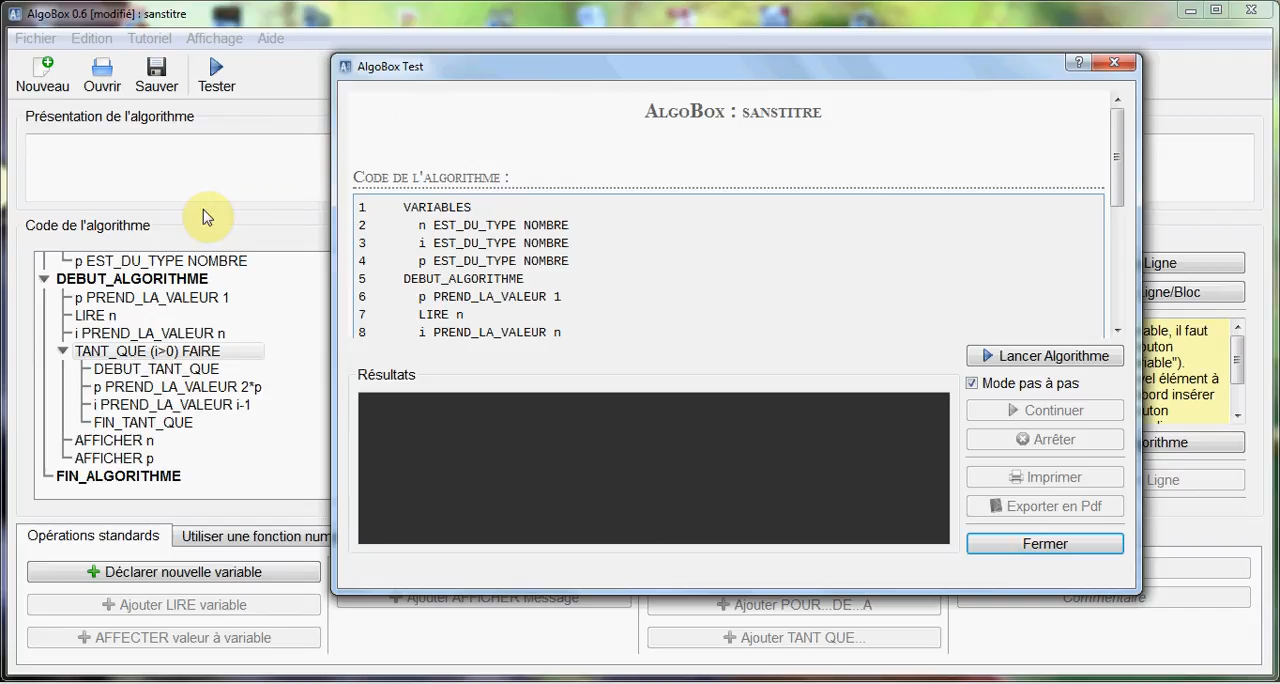 AlgoBox 0.6 [modifié] : sanstitre
Fichier Edition Tutoriel Affichage Aide
Nouveau Ouvrir Sauver Tester
Présentation de l'algorithme
Code de l'algorithme
p EST_DU_TYPE NOMBRE
DEBUT_ALGORITHME
p PREND_LA_VALEUR 1
LIRE n
i PREND_LA_VALEUR n
TANT_QUE (i>0) FAIRE
DEBUT_TANT_QUE
p PREND_LA_VALEUR 2*p
i PREND_LA_VALEUR i-1
FIN_TANT_QUE
AFFICHER n
AFFICHER p
FIN_ALGORITHME
Opérations standards Utiliser une fonction num
Déclarer nouvelle variable
Ajouter LIRE variable
AFFECTER valeur à variable
AlgoBox Test
AlgoBox : sanstitre
Code de l'algorithme :
1 VARIABLES
2 n EST_DU_TYPE NOMBRE
3 i EST_DU_TYPE NOMBRE
4 p EST_DU_TYPE NOMBRE
5 DEBUT_ALGORITHME
6 p PREND_LA_VALEUR 1
7 LIRE n
8 i PREND_LA_VALEUR n
Résultats
Lancer Algorithme
Mode pas à pas
Continuer
Arrêter
Imprimer
Exporter en Pdf
Fermer
Ligne
igne/Bloc
able, il faut
outon
riable").
vel élément à
bord insérer
outon
orithme
Ligne
Ajouter AFFICHER Message
Ajouter POUR...DE...A
Ajouter TANT QUE...
Commentaire